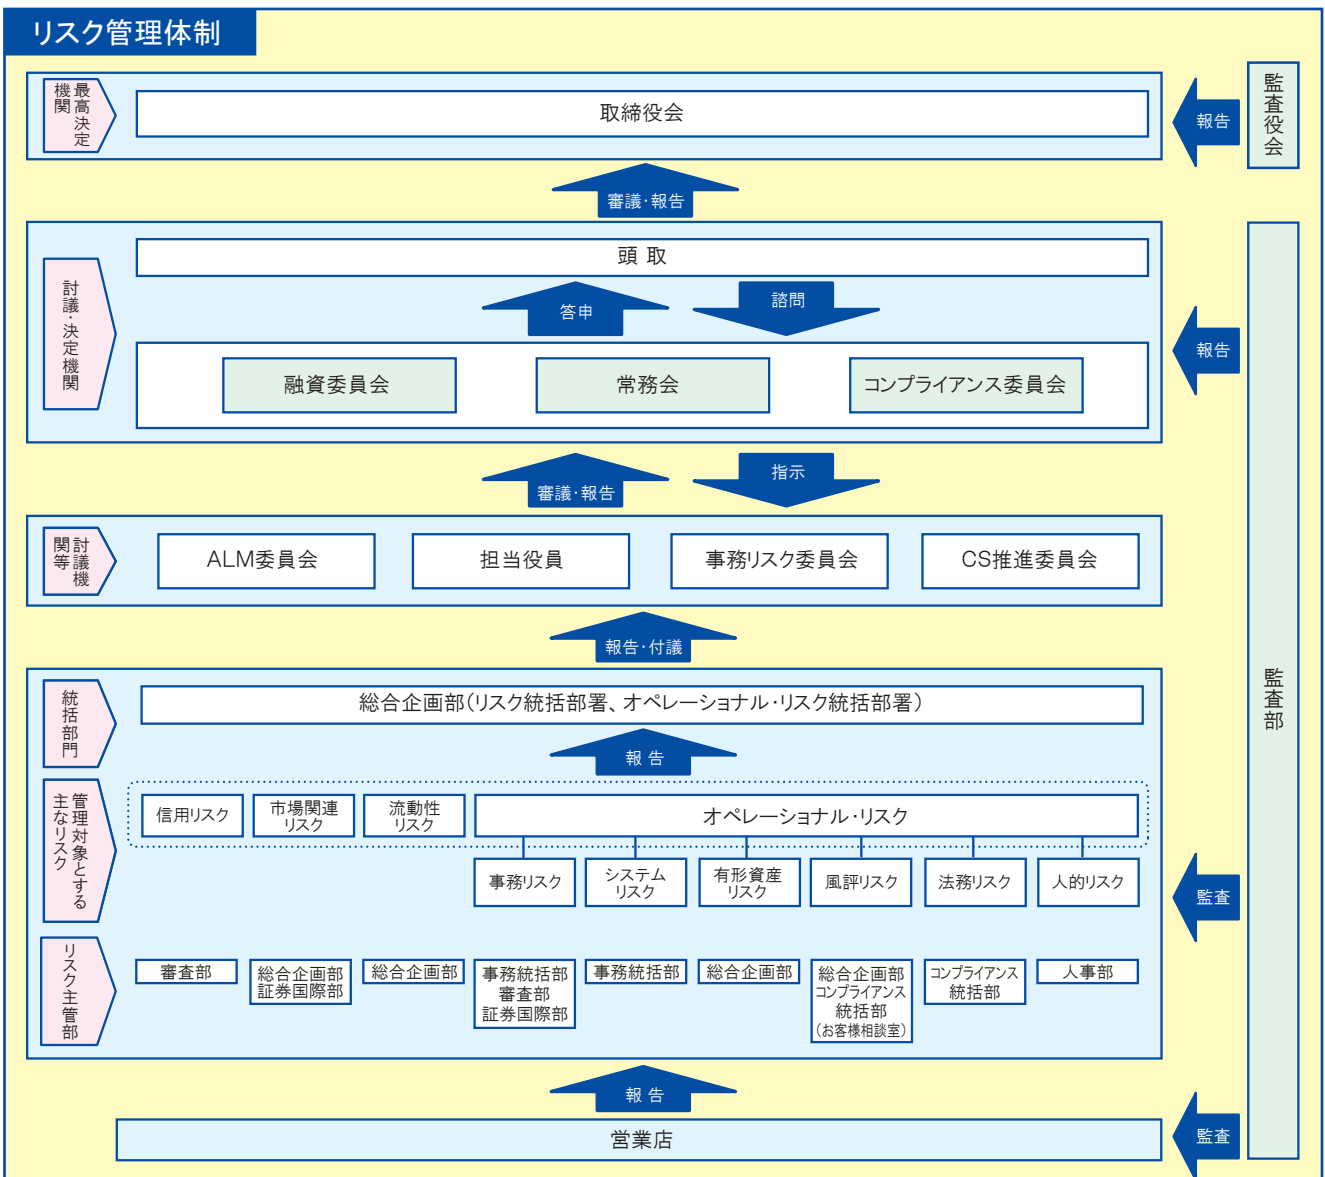 リスク管理体制
最高決定
機関
取締役会
報告
監査役会
審議･報告
討議･決定機関
頭 取
答申
諮問
融資委員会
常務会
コンプライアンス委員会
報告
審議･報告
指示
討議機
関等
ALM委員会
担当役員
事務リスク委員会
CS推進委員会
報告･付議
統括部門
総合企画部（リスク統括部署、オペレーショナル･リスク統括部署）
監査部
報 告
管理対象とする
主なリスク
信用リスク
市場関連
リスク
流動性
リスク
オペレーショナル･リスク
事務リスク
システム
リスク
有形資産
リスク
風評リスク
法務リスク
人的リスク
監査
リスク主管部
審査部
総合企画部
証券国際部
総合企画部
事務統括部
審査部
証券国際部
事務統括部
総合企画部
総合企画部
コンプライアンス
統括部
（お客様相談室）
コンプライアンス
統括部
人事部
報 告
営業店
監査